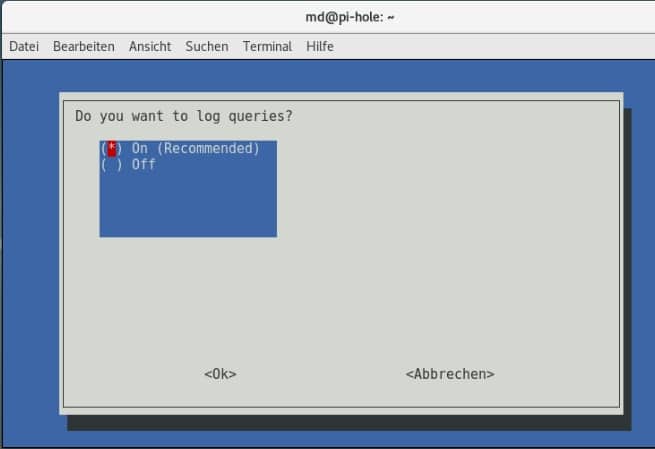 md@pi-hole: ~
Datei Bearbeiten Ansicht Suchen Terminal Hilfe
Do you want to log queries?
(*) On (Recommended)
( ) Off
<Ok> <Abbrechen>